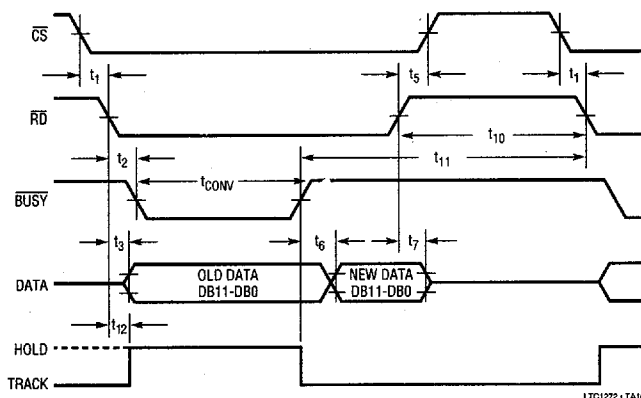 CS
t1 t5 t1
RD
t10
t2 t11
tCONV
BUSY
t3 t6 t7
OLD DATA NEW DATA
DATA DB11-DB0 DB11-DB0
t12
HOLD
TRACK